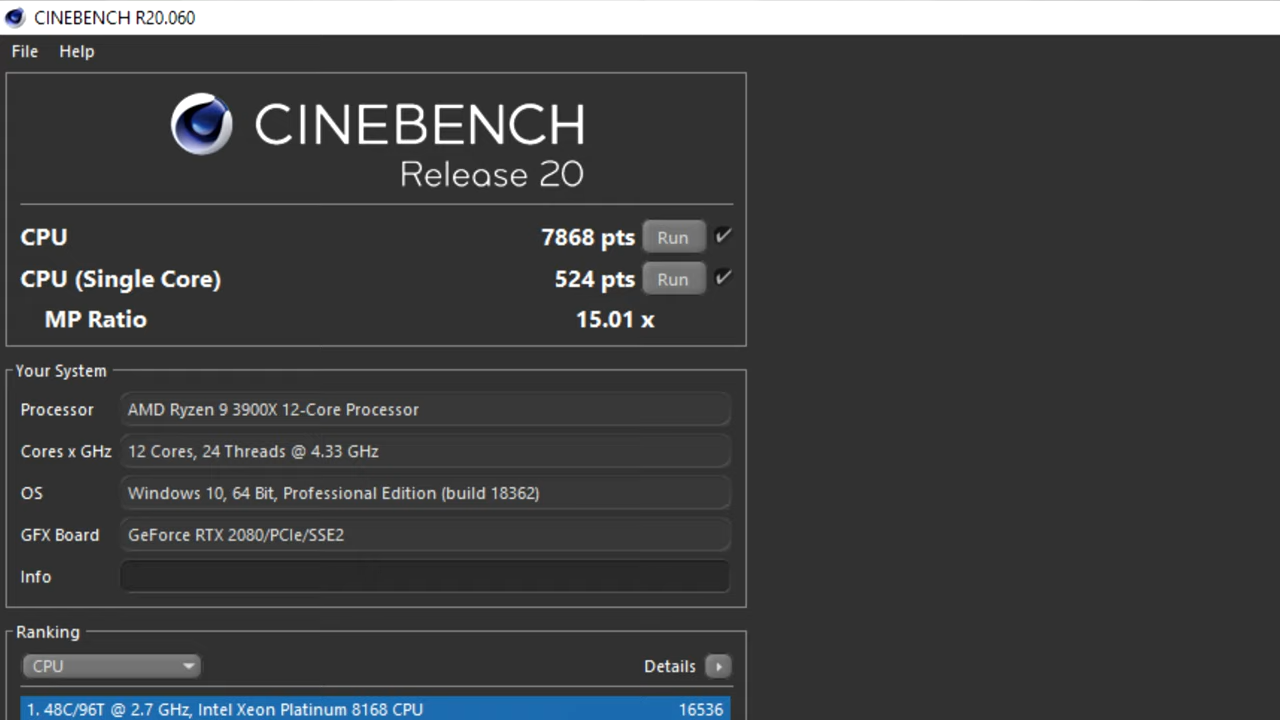 CINEBENCH R20.060
File Help
CINEBENCH
Release 20
CPU 7868 pts Run
CPU (Single Core) 524 pts Run
MP Ratio 15.01 x
Your System
Processor AMD Ryzen 9 3900X 12-Core Processor
Cores x GHz 12 Cores, 24 Threads @ 4.33 GHz
OS Windows 10, 64 Bit, Professional Edition (build 18362)
GFX Board GeForce RTX 2080/PCIe/SSE2
Info
Ranking
CPU Details
1. 48C/96T @ 2.7 GHz, Intel Xeon Platinum 8168 CPU 16536